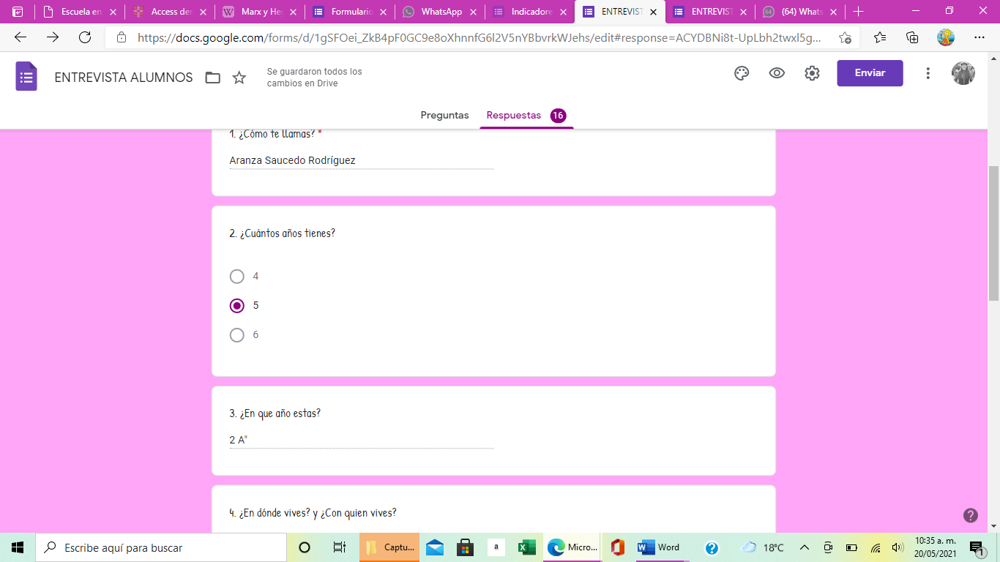 Escuela en
Access der
Marx y He
Formulario
WhatsApp
Indicadore
ENTREVIST
ENTREVIST
64
(64) Whats
https://docs.google.com/forms/d/1gSFOei_ZkB4pF0GC9e8oXhnnfG6l2V5nYBbvrkWJehs/edit#response=ACYDBNi8t-UpLbh2twxl5g...
ENTREVISTA ALUMNOS
Se guardaron todos los
cambios en Drive
Enviar
Preguntas
Respuestas
16
1. ¿Cómo te llamas? *
Aranza Saucedo Rodríguez
2. ¿Cuántos años tienes?
4
5
6
3. ¿En que año estas?
2 A"
4. ¿En dónde vives? y ¿Con quien vives?
Escribe aquí para buscar
Captu...
a
Micro...
Word
18°C
10:35 a. m.
20/05/2021
1